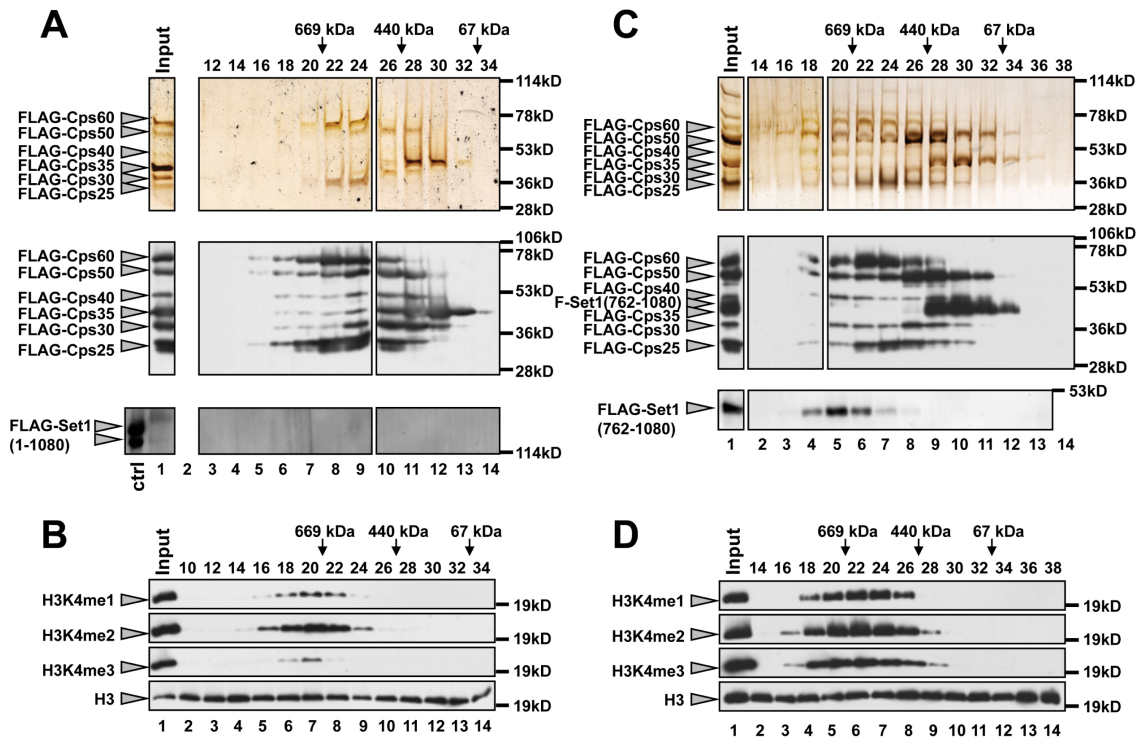 A
Input
669 kDa 440 kDa 67 kDa
12 14 16 18 20 22 24 26 28 30 32 34
114kD
FLAG-Cps60
FLAG-Cps50
FLAG-Cps40
FLAG-Cps35
FLAG-Cps30
FLAG-Cps25
78kD
53kD
36kD
28kD
106kD
78kD
FLAG-Cps60
FLAG-Cps50
FLAG-Cps40
FLAG-Cps35
FLAG-Cps30
FLAG-Cps25
53kD
36kD
28kD
FLAG-Set1
(1-1080)
114kD
ctrl
1 2 3 4 5 6 7 8 9 10 11 12 13 14
C
Input
669 kDa 440 kDa 67 kDa
14 16 18 20 22 24 26 28 30 32 34 36 38
114kD
78kD
FLAG-Cps60
FLAG-Cps50
FLAG-Cps40
FLAG-Cps35
FLAG-Cps30
FLAG-Cps25
53kD
36kD
28kD
106kD
78kD
FLAG-Cps60
FLAG-Cps50
FLAG-Cps40
F-Set1(762-1080)
FLAG-Cps35
FLAG-Cps30
FLAG-Cps25
53kD
36kD
28kD
53kD
FLAG-Set1
(762-1080)
1 2 3 4 5 6 7 8 9 10 11 12 13 14
B
Input
669 kDa 440 kDa 67 kDa
10 12 14 16 18 20 22 24 26 28 30 32 34
H3K4me1 19kD
H3K4me2 19kD
H3K4me3 19kD
H3 19kD
1 2 3 4 5 6 7 8 9 10 11 12 13 14
D
Input
669 kDa 440 kDa 67 kDa
14 16 18 20 22 24 26 28 30 32 34 36 38
H3K4me1 19kD
H3K4me2 19kD
H3K4me3 19kD
H3 19kD
1 2 3 4 5 6 7 8 9 10 11 12 13 14